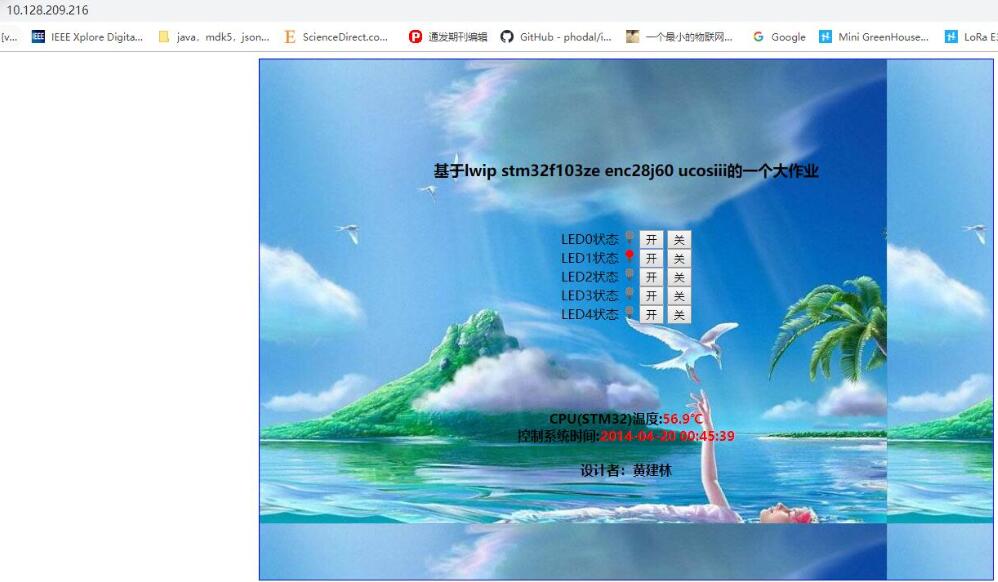 10.128.209.216
[v... IEEE Xplore Digita... java，mdk5，json... ScienceDirect.co... 通发期刊编辑 GitHub - phodal/i... 一个最小的物联网... Google Mini GreenHouse... LoRa E3
基于lwip stm32f103ze enc28j60 ucosiii的一个大作业
LED0状态 开 关
LED1状态 开 关
LED2状态 开 关
LED3状态 开 关
LED4状态 开 关
CPU(STM32)温度:56.9℃
控制系统时间:2014-04-20 00:45:39
设计者：黄建林